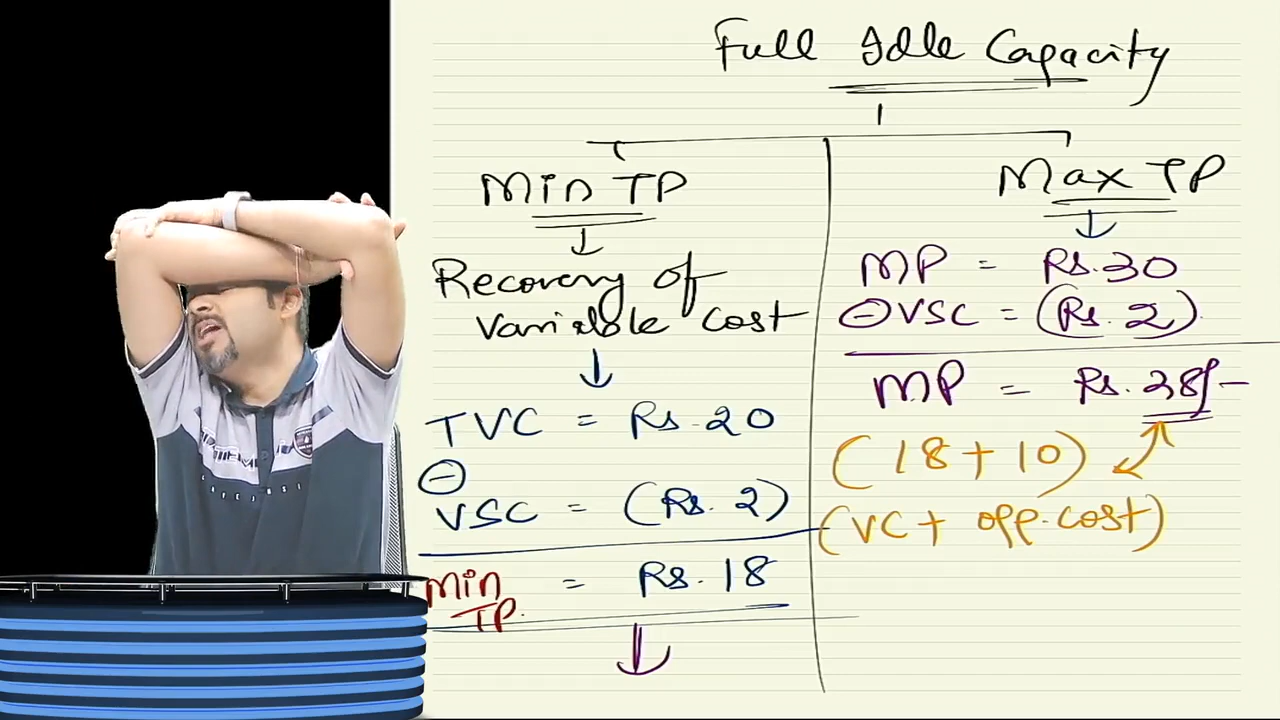 Full Idle Capacity
Min TP
Recovery of
variable cost
TVC = Rs. 20
⊖
VSC = (Rs. 2)
Min TP. = Rs. 18
Max TP
MP = Rs. 30
⊖ VSC = (Rs. 2)
MP = Rs. 28/-
(18 + 10)
(VC + opp. cost)